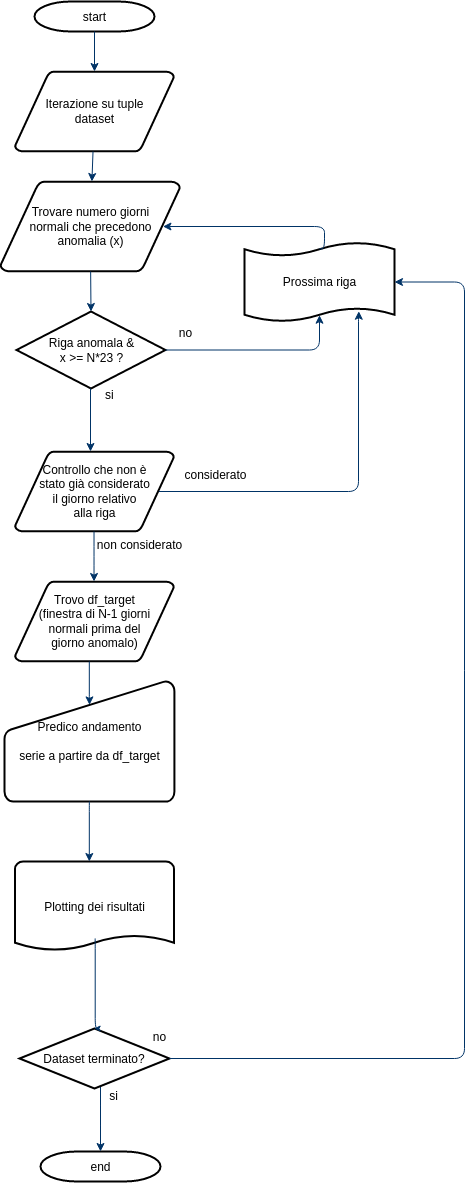 start
Iterazione su tuple
dataset
Trovare numero giorni
normali che precedono
anomalia (x)
Prossima riga
no
Riga anomala &
x >= N*23 ?
si
Controllo che non è
stato già considerato
il giorno relativo
alla riga
considerato
non considerato
Trovo df_target
(finestra di N-1 giorni
normali prima del
giorno anomalo)
Predico andamento
serie a partire da df_target
Plotting dei risultati
no
Dataset terminato?
si
end